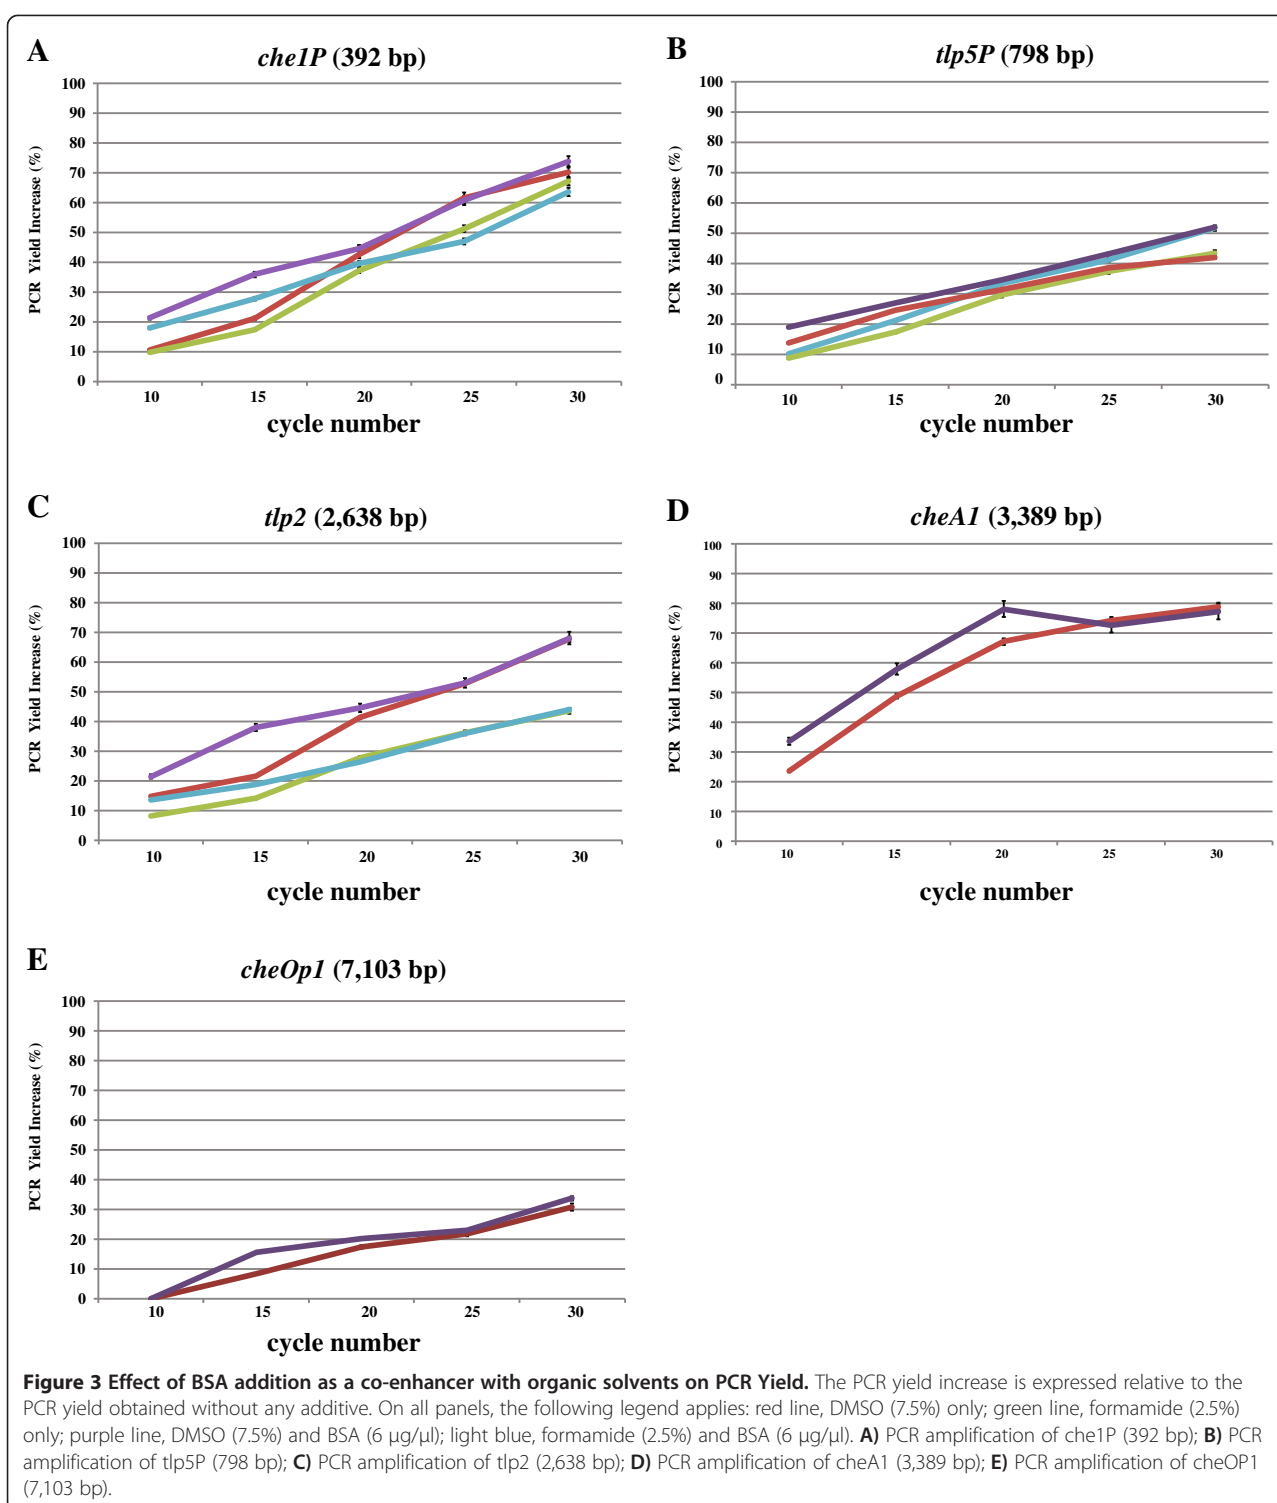 A
che1P (392 bp)
PCR Yield Increase (%)
100
90
80
70
60
50
40
30
20
10
0
10 15 20 25 30
cycle number
B
tlp5P (798 bp)
PCR Yield Increase (%)
100
90
80
70
60
50
40
30
20
10
0
10 15 20 25 30
cycle number
C
tlp2 (2,638 bp)
PCR Yield Increase (%)
100
90
80
70
60
50
40
30
20
10
0
10 15 20 25 30
cycle number
D
cheA1 (3,389 bp)
PCR Yield Increase (%)
100
90
80
70
60
50
40
30
20
10
0
10 15 20 25 30
cycle number
E
cheOp1 (7,103 bp)
PCR Yield Increase (%)
100
90
80
70
60
50
40
30
20
10
0
10 15 20 25 30
cycle number
Figure 3 Effect of BSA addition as a co-enhancer with organic solvents on PCR Yield. The PCR yield increase is expressed relative to the
PCR yield obtained without any additive. On all panels, the following legend applies: red line, DMSO (7.5%) only; green line, formamide (2.5%)
only; purple line, DMSO (7.5%) and BSA (6 μg/μl); light blue, formamide (2.5%) and BSA (6 μg/μl). A) PCR amplification of che1P (392 bp); B) PCR
amplification of tlp5P (798 bp); C) PCR amplification of tlp2 (2,638 bp); D) PCR amplification of cheA1 (3,389 bp); E) PCR amplification of cheOP1
(7,103 bp).